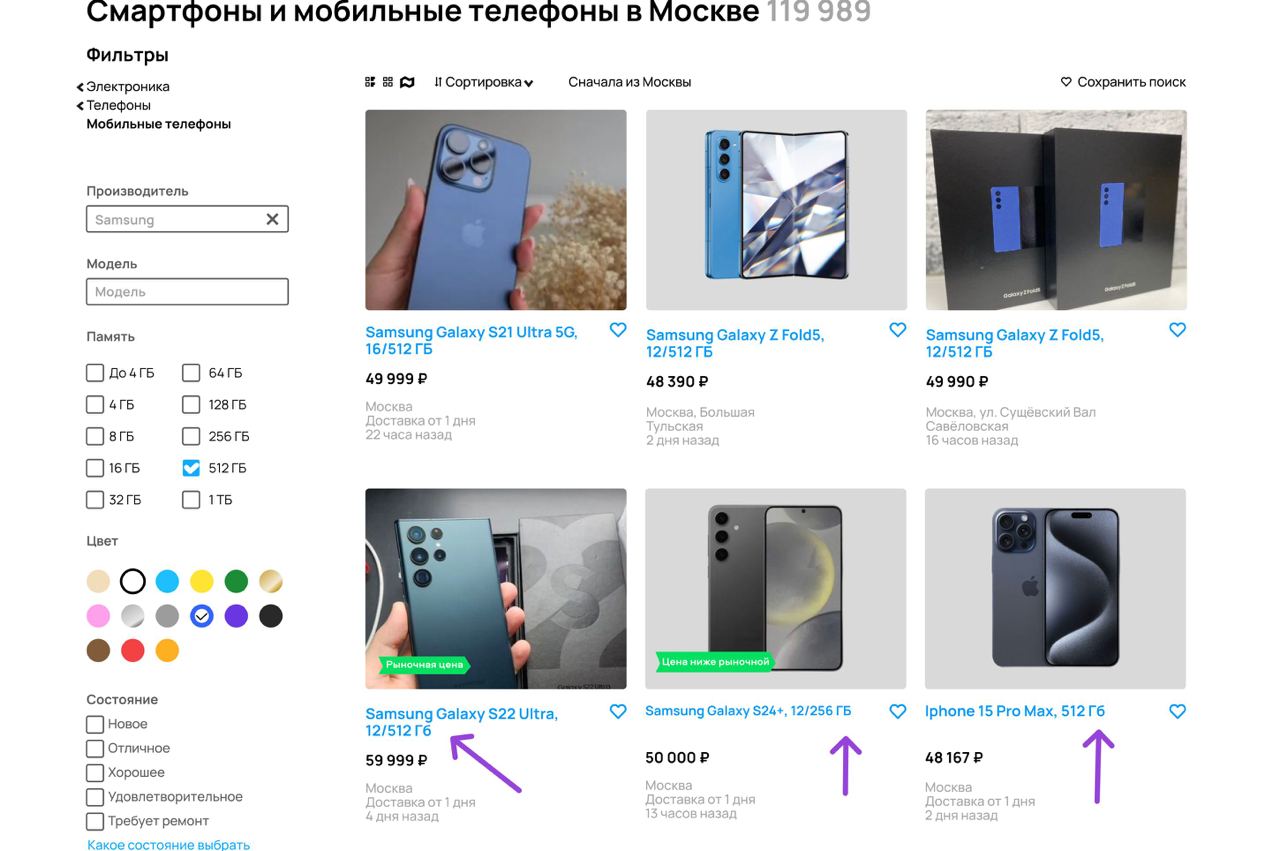 Смартфоны и мобильные телефоны в Москве 119 989
Фильтры
Электроника
Телефоны
Мобильные телефоны
Производитель
Samsung
Модель
Модель
Память
До 4 ГБ
64 ГБ
4 ГБ
128 ГБ
8 ГБ
256 ГБ
16 ГБ
512 ГБ
32 ГБ
1 ТБ
Цвет
Состояние
Новое
Отличное
Хорошее
Удовлетворительное
Требует ремонт
Какое состояние выбрать
Сортировка
Сначала из Москвы
Сохранить поиск
Samsung Galaxy S21 Ultra 5G,
16/512 ГБ
49 999 ₽
Москва
Доставка от 1 дня
22 часа назад
Samsung Galaxy Z Fold5,
12/512 ГБ
48 390 ₽
Москва, Большая
Тульская
2 дня назад
Galaxy Z Fold5
Galaxy Z Fold5
Samsung Galaxy Z Fold5,
12/512 ГБ
49 990 ₽
Москва, ул. Сущёвский Вал
Савёловская
16 часов назад
Рыночная цена
Galaxy S22 Ultra
Samsung Galaxy S22 Ultra,
12/512 Гб
59 999 ₽
Москва
Доставка от 1 дня
4 дня назад
Цена ниже рыночной
Samsung Galaxy S24+, 12/256 ГБ
50 000 ₽
Москва
Доставка от 1 дня
13 часов назад
Iphone 15 Pro Max, 512 Гб
48 167 ₽
Москва
Доставка от 1 дня
2 дня назад